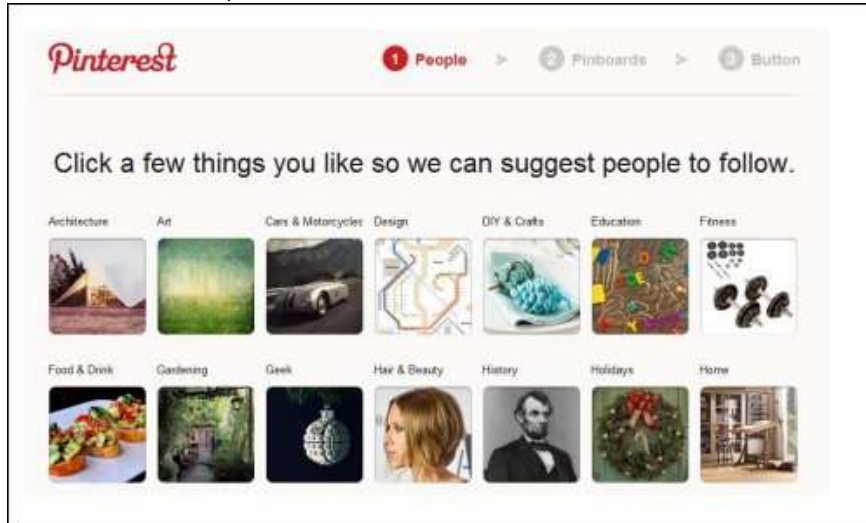 Pinterest 1 People > 2 Pinboards > 3 Button
Click a few things you like so we can suggest people to follow.
Architecture Art Cars & Motorcycles Design DIY & Crafts Education Fitness
Food & Drink Gardening Geek Hair & Beauty History Holidays Home